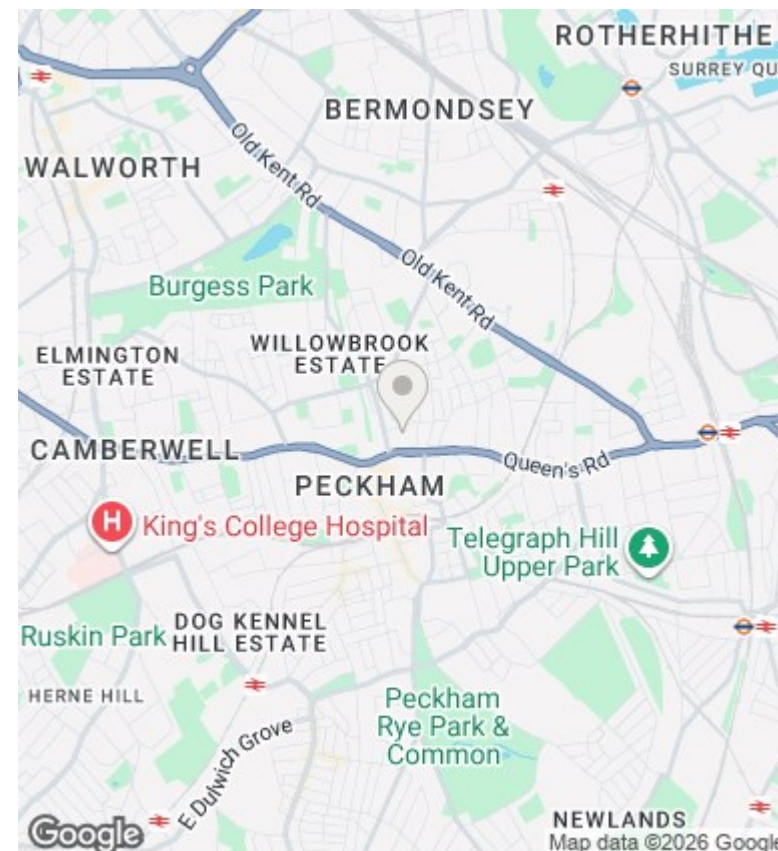 ROTHERHITHE
SURREY QU
BERMONDSEY
WALWORTH
Old Kent Rd
Burgess Park
Old Kent Rd
WILLOWBROOK
ESTATE
ELMINGTON
ESTATE
CAMBERWELL
Queen's Rd
PECKHAM
H
King's College Hospital
Telegraph Hill
Upper Park
DOG KENNEL
HILL ESTATE
Ruskin Park
HERNE HILL
Peckham
Rye Park &
Common
E Dulwich Grove
NEWLANDS
Google
Map data ©2026 Google